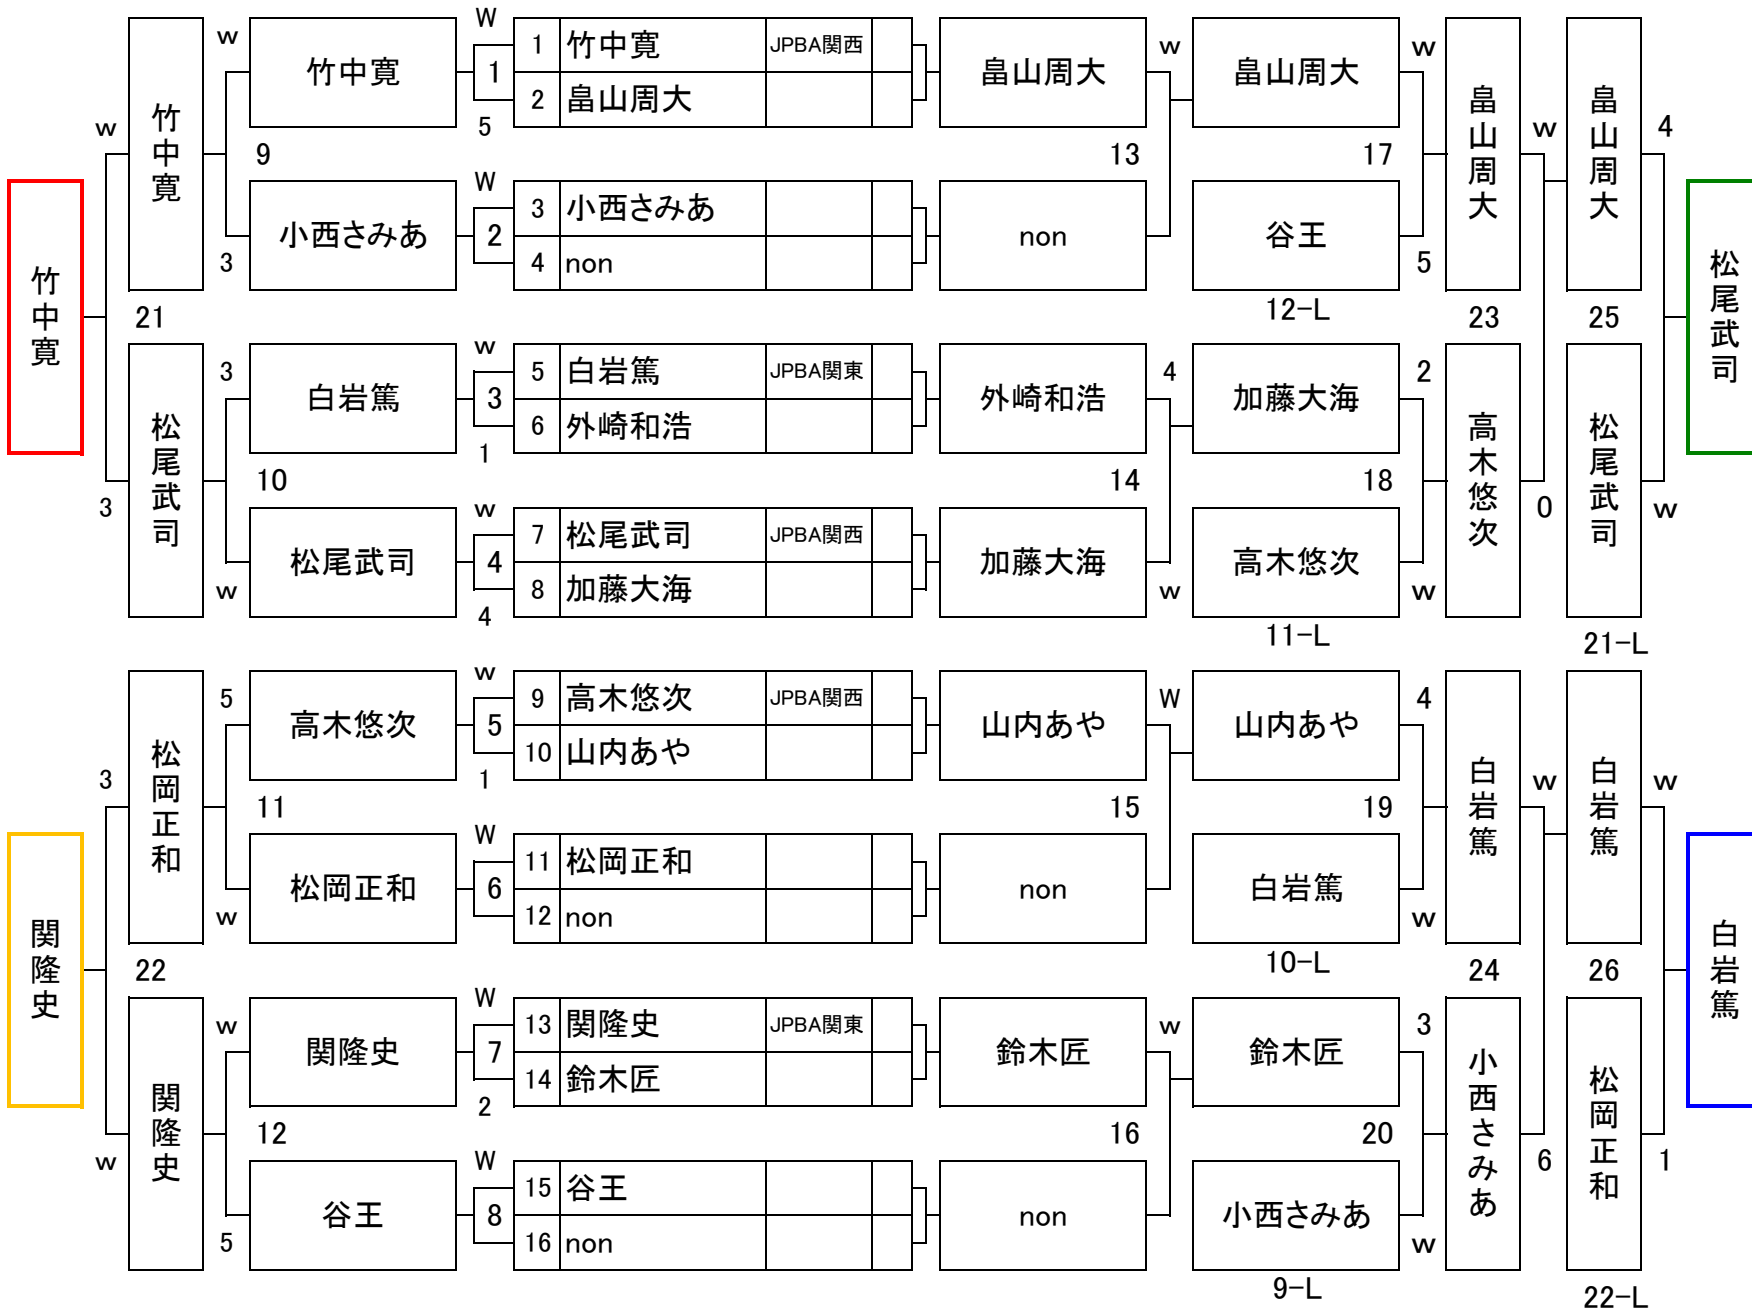 竹中寛
関隆史
w
3
3
w
竹中寛
21
松尾武司
松岡正和
22
関隆史
w
9
3
3
10
w
5
11
w
w
12
5
竹中寛
小西さみあ
白岩篤
松尾武司
高木悠次
松岡正和
関隆史
谷王
W
1
5
W
2
w
3
1
w
4
4
w
5
1
W
6
W
7
2
W
8
1 竹中寛 JPBA関西
2 畠山周大
3 小西さみあ
4 non
5 白岩篤 JPBA関東
6 外崎和浩
7 松尾武司 JPBA関西
8 加藤大海
9 高木悠次 JPBA関西
10 山内あや
11 松岡正和
12 non
13 関隆史 JPBA関東
14 鈴木匠
15 谷王
16 non
畠山周大
13
non
外崎和浩
14
加藤大海
山内あや
15
non
鈴木匠
16
non
w
4
w
W
w
畠山周大
17
谷王
12-L
加藤大海
18
高木悠次
11-L
山内あや
19
白岩篤
10-L
鈴木匠
20
小西さみあ
9-L
w
5
2
w
4
w
3
w
畠山周大
23
高木悠次
白岩篤
24
小西さみあ
w
0
w
6
畠山周大
25
松尾武司
21-L
白岩篤
26
松岡正和
22-L
4
w
w
1
松尾武司
白岩篤